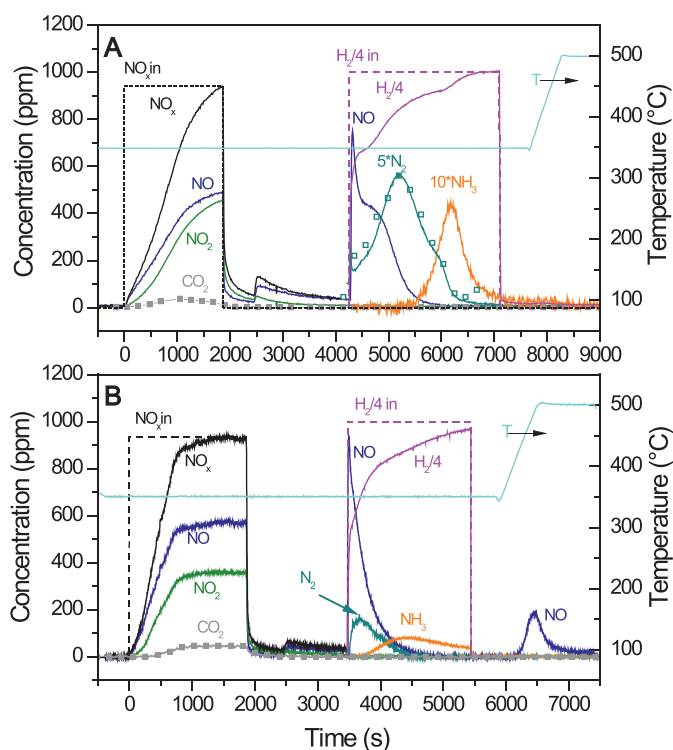 A
NOxin
NOx
NO
NO2
CO2
H2/4 in
H2/4
NO
5*N2
10*NH3
T
Concentration (ppm)
Temperature (°C)
1200
1000
800
600
400
200
0
500
400
300
200
100
0 1000 2000 3000 4000 5000 6000 7000 8000 9000
B
NOxin
NOx
NO
NO2
CO2
H2/4 in
NO
H2/4
N2
NH3
NO
T
Concentration (ppm)
Temperature (°C)
1200
1000
800
600
400
200
0
500
400
300
200
100
0 1000 2000 3000 4000 5000 6000 7000
Time (s)